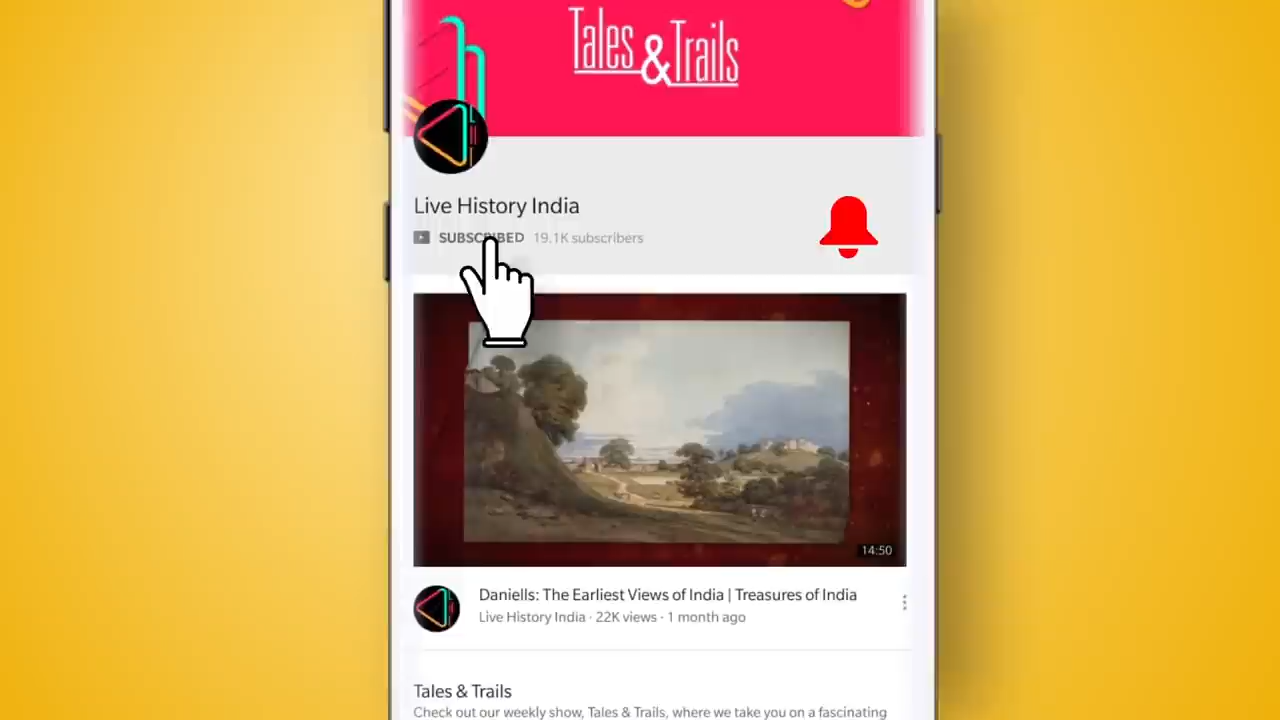 Tales & Trails
Live History India
SUBSCRIBED 19.1K subscribers
14:50
Daniells: The Earliest Views of India | Treasures of India
Live History India · 22K views · 1 month ago
Tales & Trails
Check out our weekly show, Tales & Trails, where we take you on a fascinating